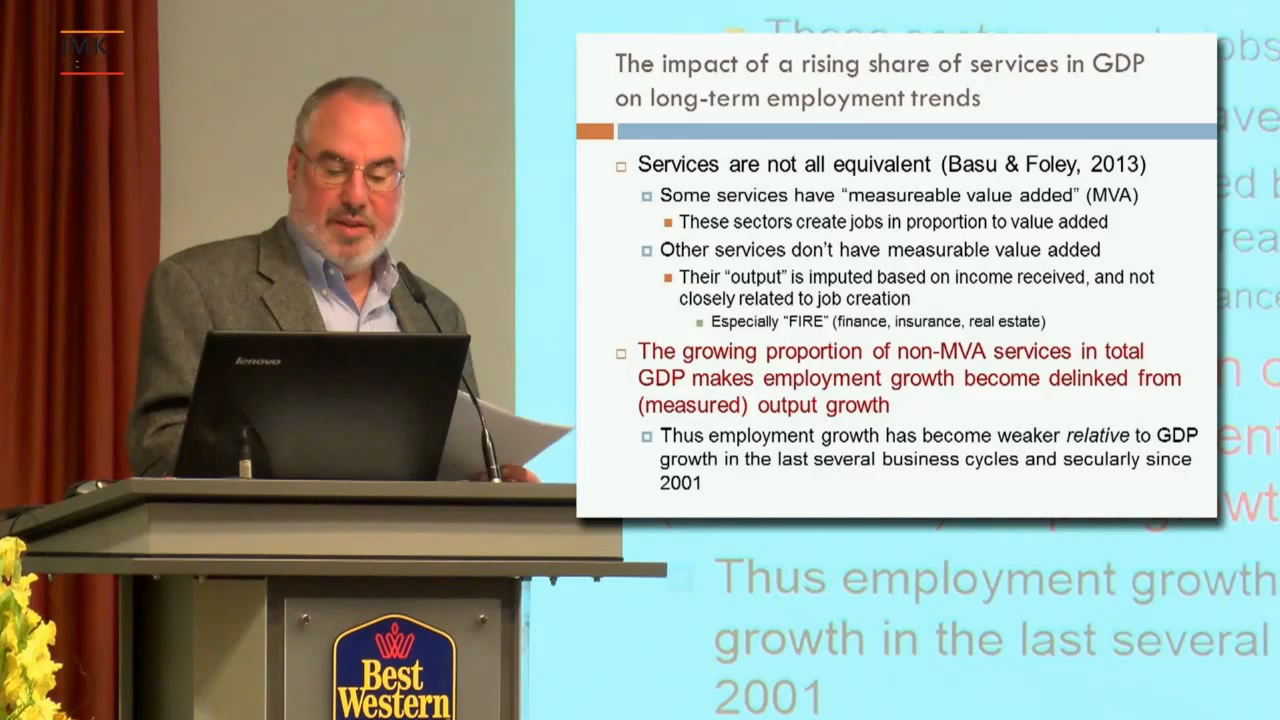 IMK
The impact of a rising share of services in GDP
on long-term employment trends
Services are not all equivalent (Basu & Foley, 2013)
Some services have “measureable value added” (MVA)
These sectors create jobs in proportion to value added
Other services don’t have measurable value added
Their “output” is imputed based on income received, and not
closely related to job creation
Especially “FIRE” (finance, insurance, real estate)
The growing proportion of non-MVA services in total
GDP makes employment growth become delinked from
(measured) output growth
Thus employment growth has become weaker relative to GDP
growth in the last several business cycles and secularly since
2001
lenovo
Best
Western
Thus employment growth
growth in the last several
2001